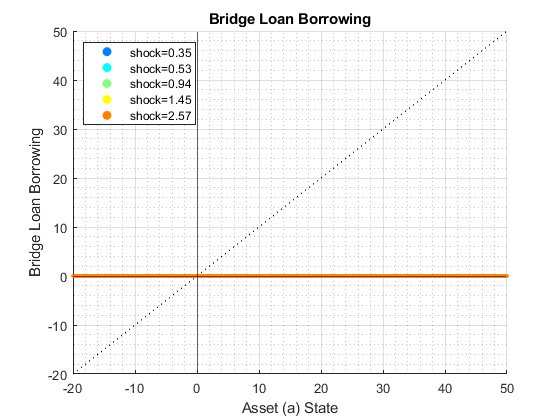 Bridge Loan Borrowing
shock=0.35
shock=0.53
shock=0.94
shock=1.45
shock=2.57
Bridge Loan Borrowing
50
40
30
20
10
0
-10
-20
-20
-10
0
10
20
30
40
50
Asset (a) State